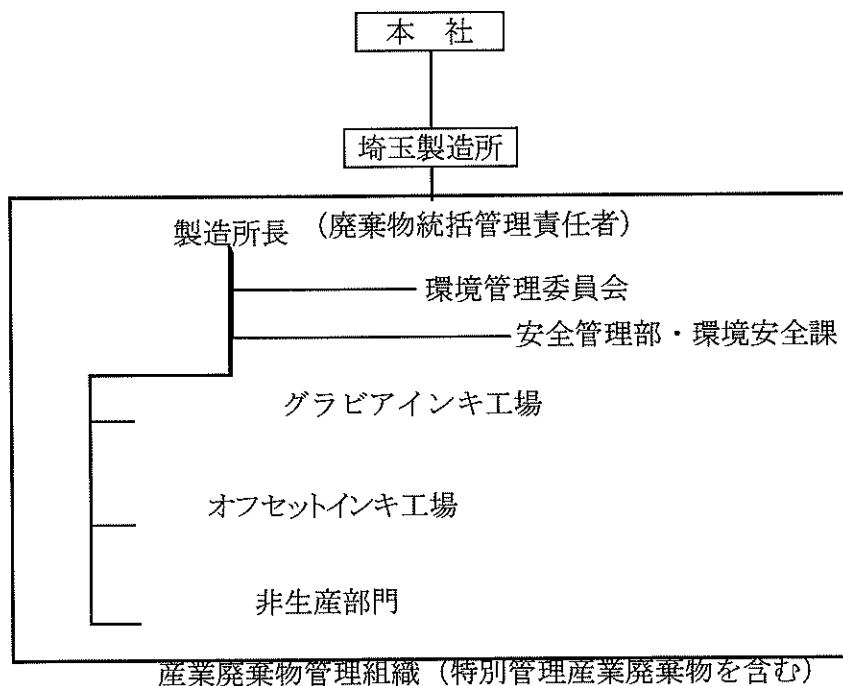 本 社
埼玉製造所
製造所長 （廃棄物統括管理責任者）
環境管理委員会
安全管理部・環境安全課
グラビアインキ工場
オフセットインキ工場
非生産部門
産業廃棄物管理組織（特別管理産業廃棄物を含む）